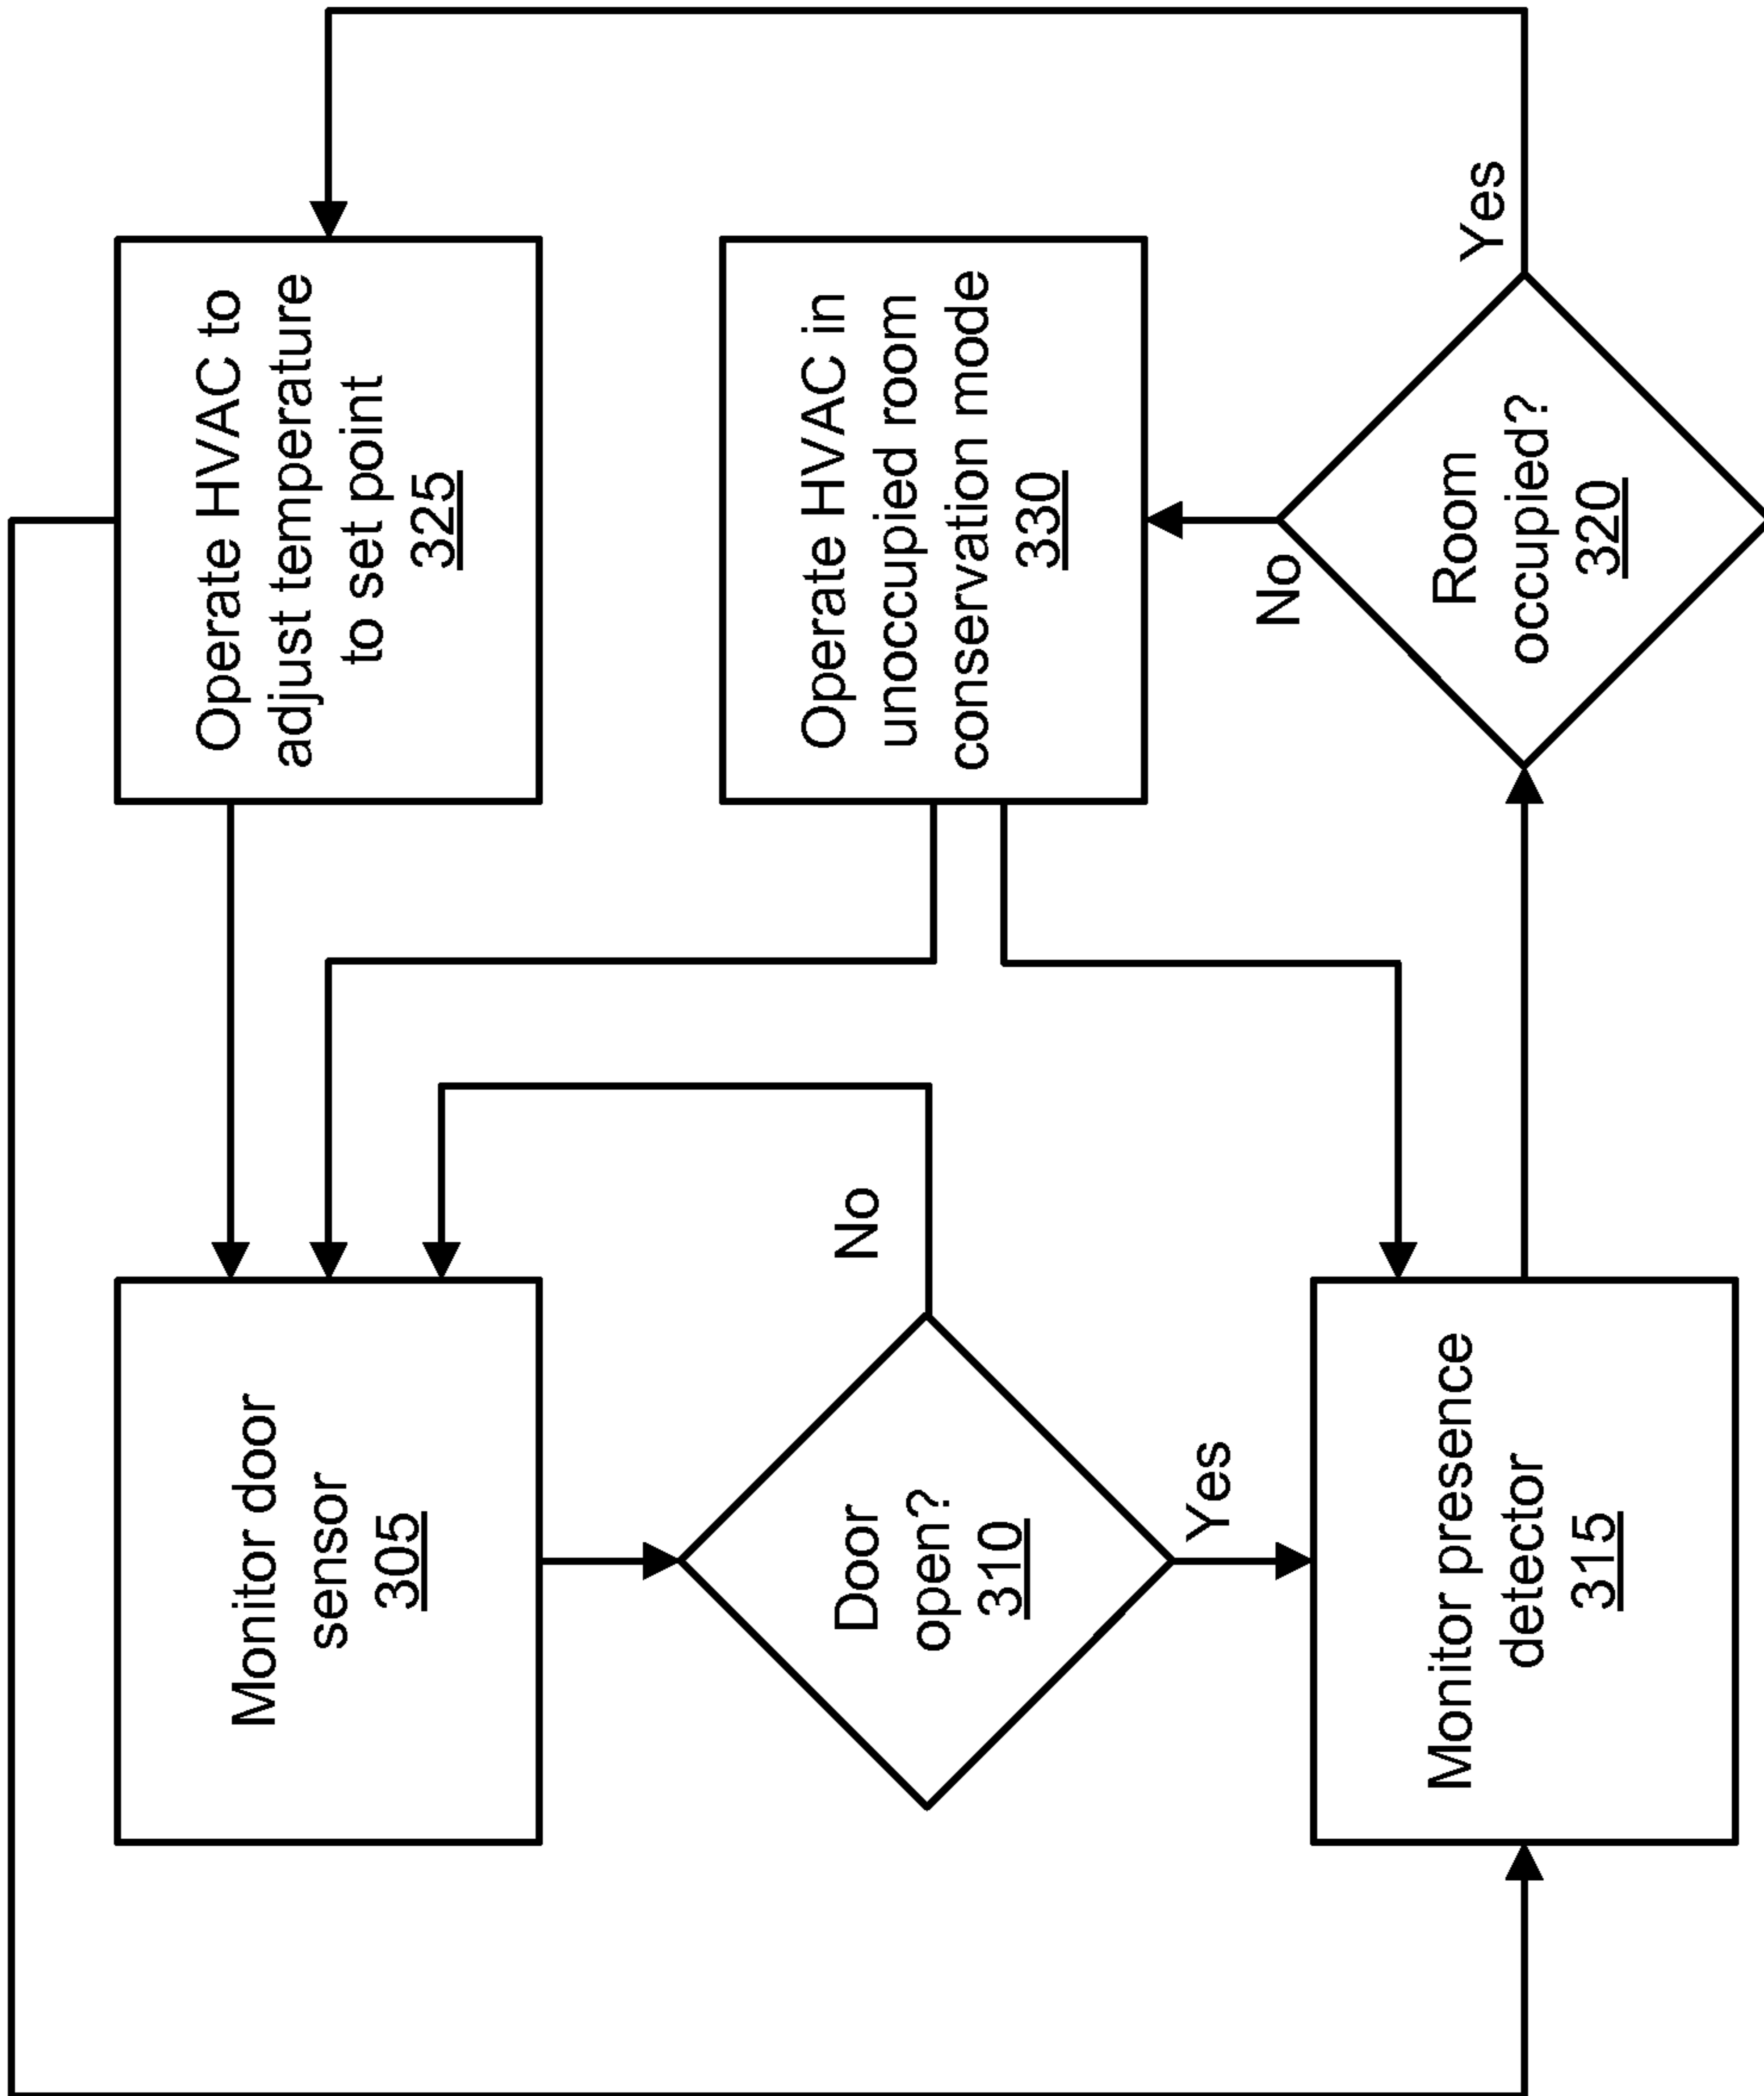 Monitor door
sensor
305
Door
open?
310
No
Yes
Monitor presence
detector
315
Room
occupied?
320
No
Yes
Operate HVAC to
adjust temperature
to set point
325
Operate HVAC in
unoccupied room
conservation mode
330